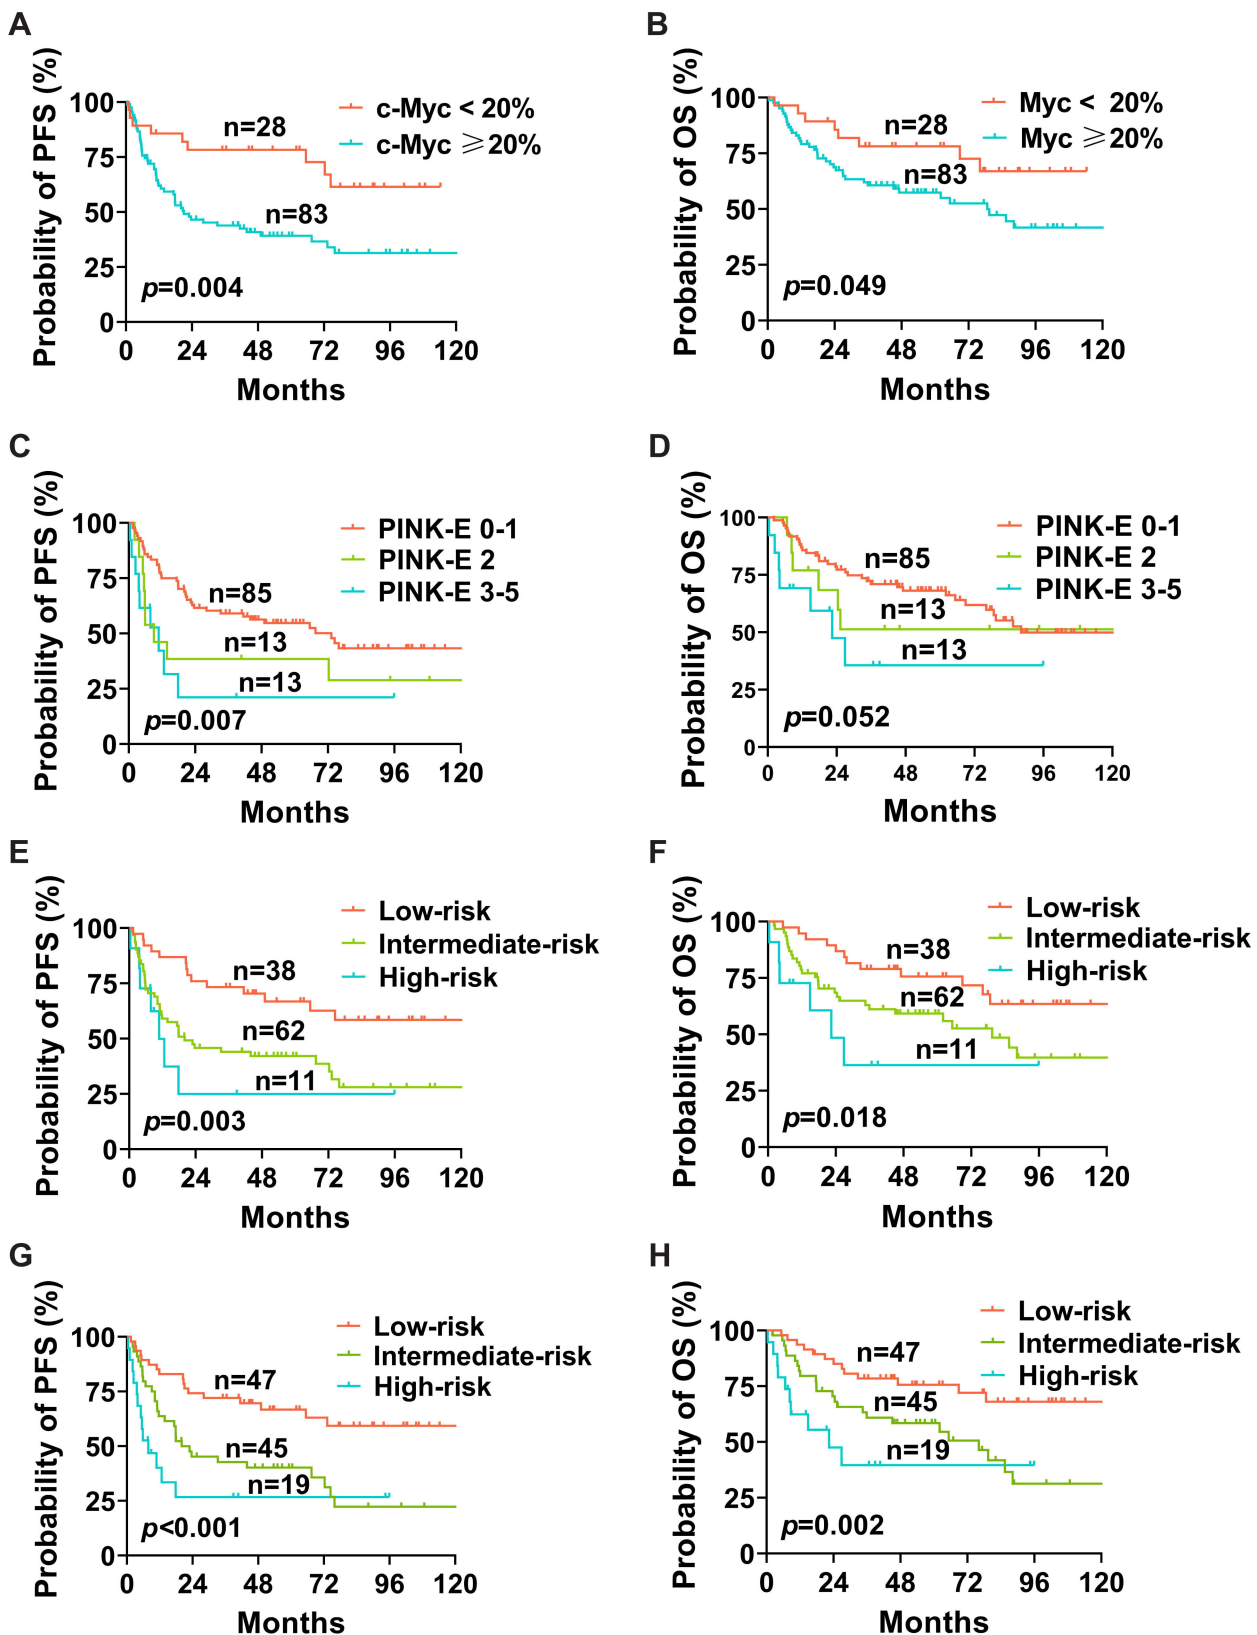 A
Probability of PFS (%)
100
75
50
25
0
0 24 48 72 96 120
Months
c-Myc < 20%
c-Myc ⩾20%
n=28
n=83
p=0.004
B
Probability of OS (%)
100
75
50
25
0
0 24 48 72 96 120
Months
Myc < 20%
Myc ⩾20%
n=28
n=83
p=0.049
C
Probability of PFS (%)
100
75
50
25
0
0 24 48 72 96 120
Months
PINK-E 0-1
PINK-E 2
PINK-E 3-5
n=85
n=13
n=13
p=0.007
D
Probability of OS (%)
100
75
50
25
0
0 24 48 72 96 120
Months
PINK-E 0-1
PINK-E 2
PINK-E 3-5
n=85
n=13
n=13
p=0.052
E
Probability of PFS (%)
100
75
50
25
0
0 24 48 72 96 120
Months
Low-risk
Intermediate-risk
High-risk
n=38
n=62
n=11
p=0.003
F
Probability of OS (%)
100
75
50
25
0
0 24 48 72 96 120
Months
Low-risk
Intermediate-risk
High-risk
n=38
n=62
n=11
p=0.018
G
Probability of PFS (%)
100
75
50
25
0
0 24 48 72 96 120
Months
Low-risk
Intermediate-risk
High-risk
n=47
n=45
n=19
p<0.001
H
Probability of OS (%)
100
75
50
25
0
0 24 48 72 96 120
Months
Low-risk
Intermediate-risk
High-risk
n=47
n=45
n=19
p=0.002